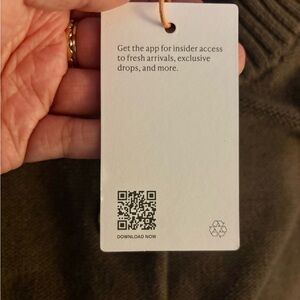 Get the app for insider access
to fresh arrivals, exclusive
drops, and more.
DOWNLOAD NOW